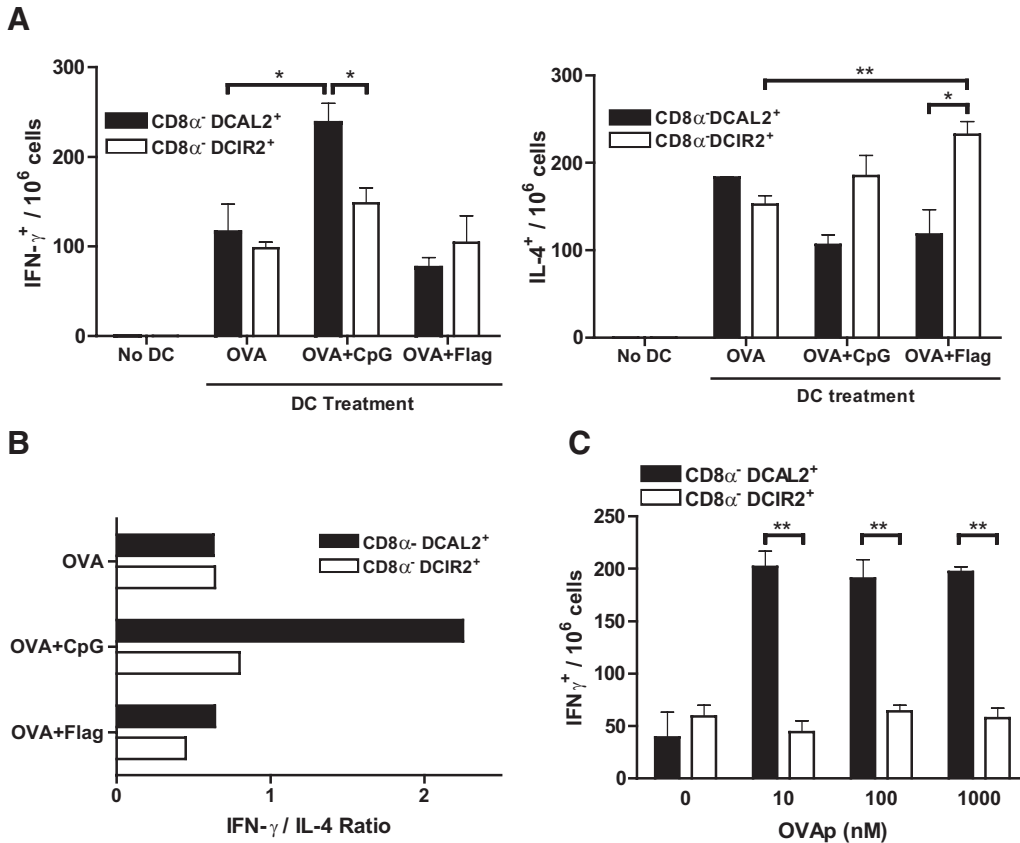 A
300
200
100
0
IFN-γ⁺ / 10⁶ cells
CD8α⁻ DCAL2⁺
CD8α⁻ DCIR2⁺
*
*
No DC
OVA
OVA+CpG
OVA+Flag
DC Treatment
300
200
100
0
IL-4⁺ / 10⁶ cells
CD8α⁻DCAL2⁺
CD8α⁻DCIR2⁺
**
*
No DC
OVA
OVA+CpG
OVA+Flag
DC treatment
B
CD8α- DCAL2⁺
CD8α⁻ DCIR2⁺
OVA
OVA+CpG
OVA+Flag
0
1
2
IFN-γ / IL-4 Ratio
C
CD8α⁻ DCAL2⁺
CD8α⁻ DCIR2⁺
250
200
150
100
50
0
IFNγ⁺ / 10⁶ cells
**
**
**
0
10
100
1000
OVAp (nM)